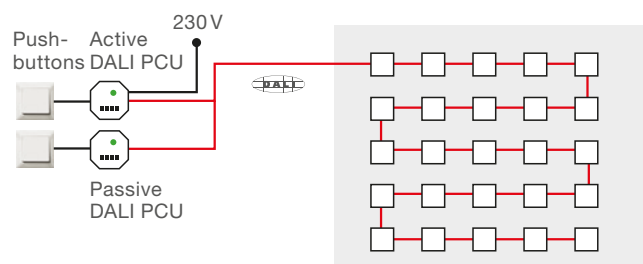 230 V
Push-
buttons
Active
DALI PCU
DALI
Passive
DALI PCU